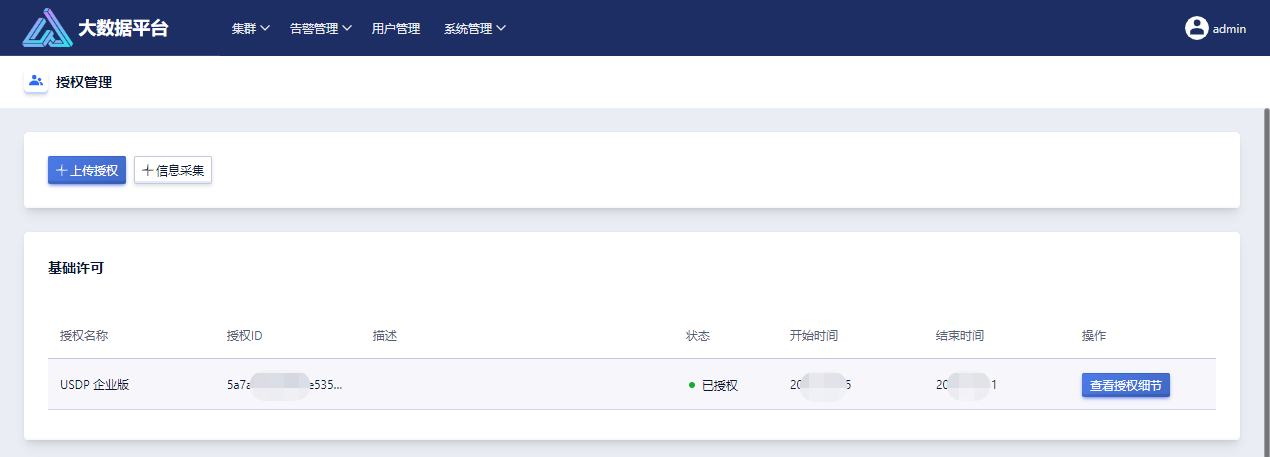 大数据平台 集群 告警管理 用户管理 系统管理 admin
授权管理
上传授权 信息采集
基础许可
授权名称 授权ID 描述 状态 开始时间 结束时间 操作
USDP 企业版 5a7a e535... 已授权 20 5 20 1 查看授权细节